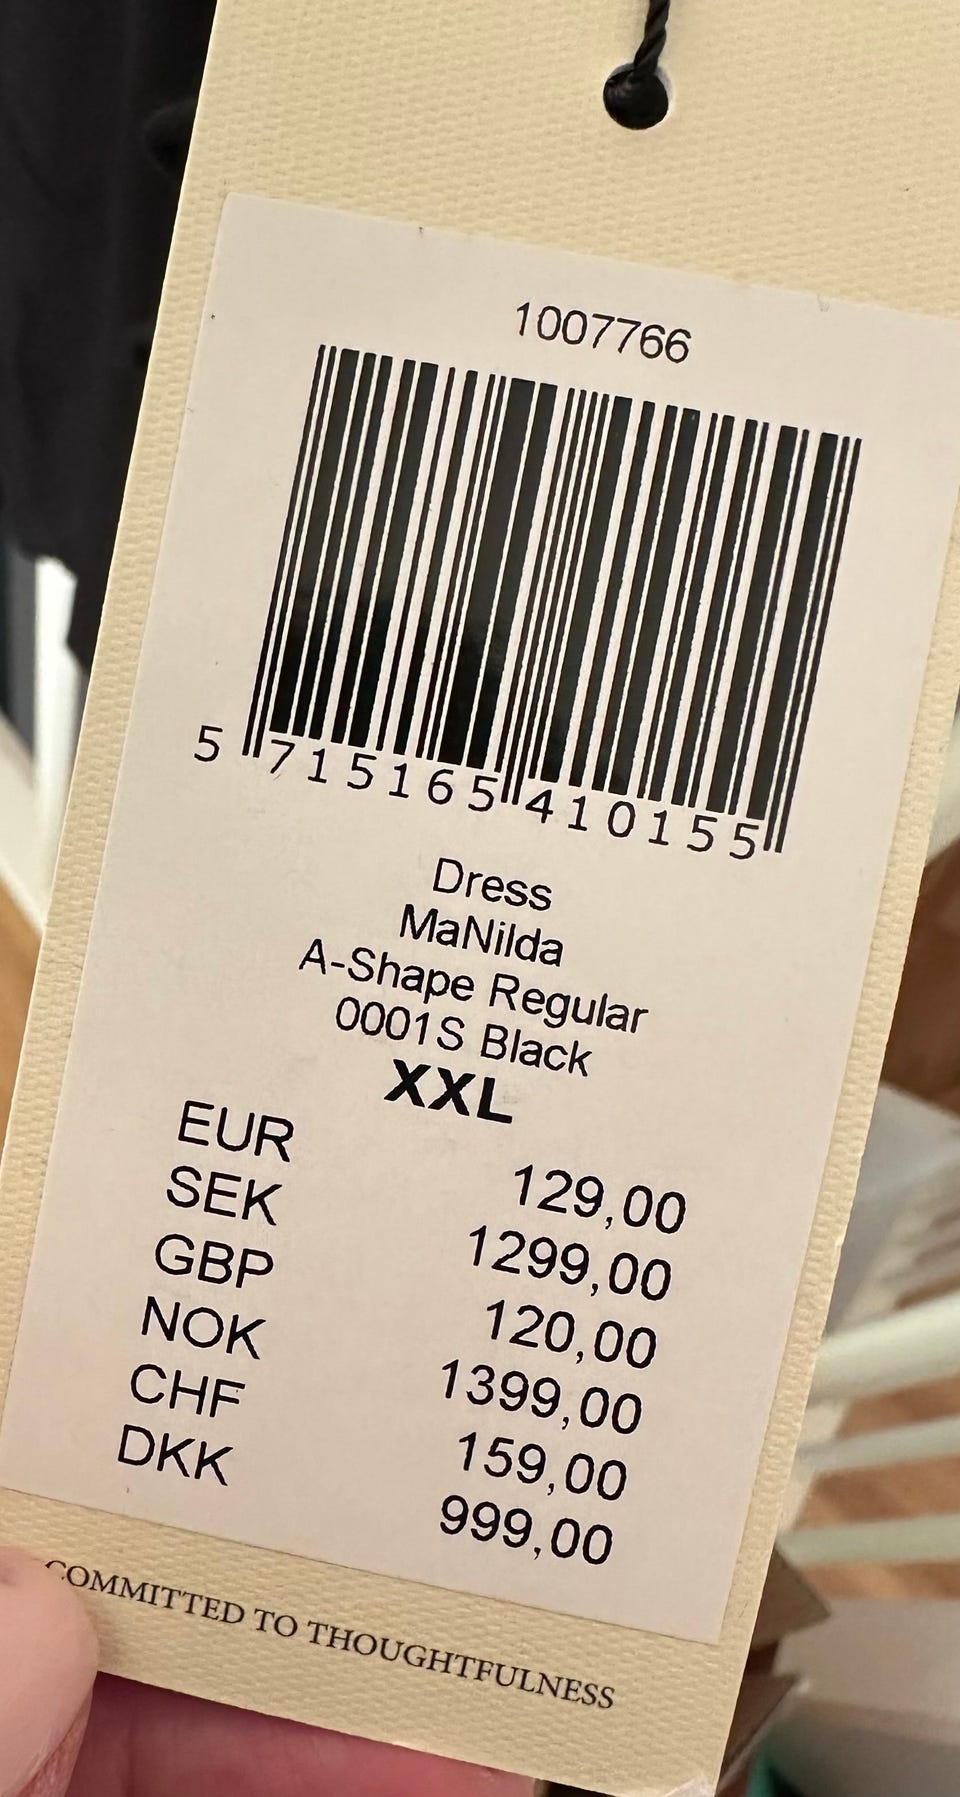 1007766
5 715165 410155
Dress
MaNilda
A-Shape Regular
0001S Black
XXL
EUR 129,00
SEK 1299,00
GBP 120,00
NOK 1399,00
CHF 159,00
DKK 999,00
COMMITTED TO THOUGHTFULNESS